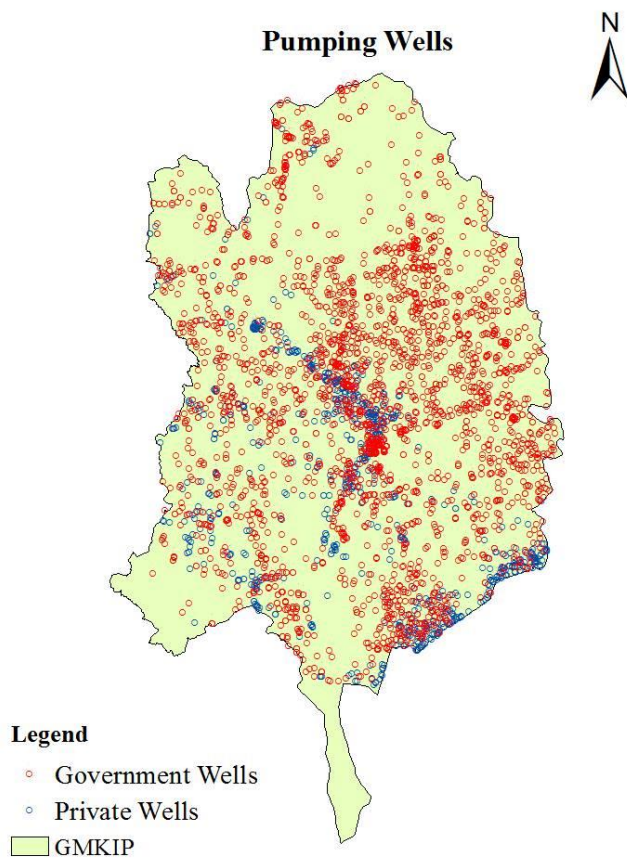 Pumping Wells
N
Legend
Government Wells
Private Wells
GMKIP